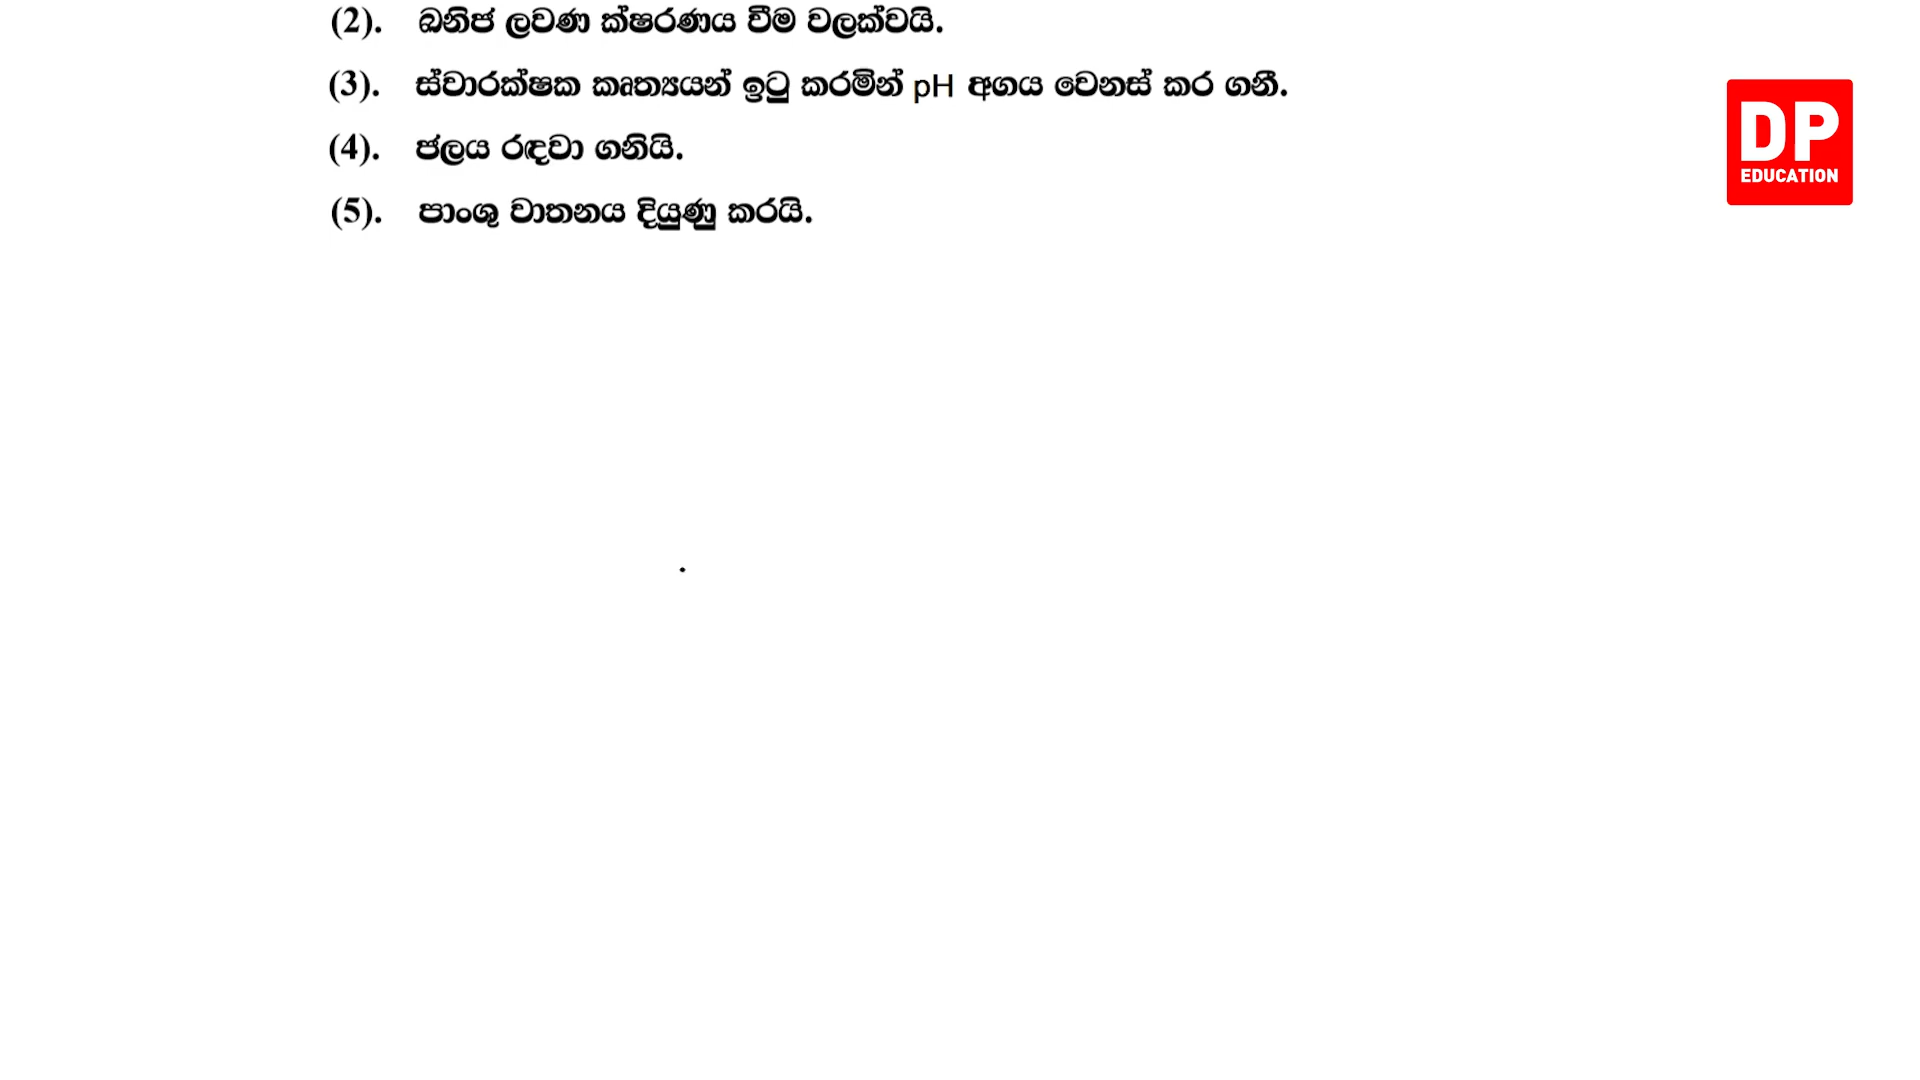 (2). ඛනිජ ලවණ ක්ෂරණය වීම වලක්වයි.
(3). ස්වාරක්ෂක කෘත්‍යයන් ඉටු කරමින් pH අගය වෙනස් කර ගනී.
(4). ජලය රඳවා ගනියි.
(5). පාංශු වාතනය දියුණු කරයි.
DP
EDUCATION